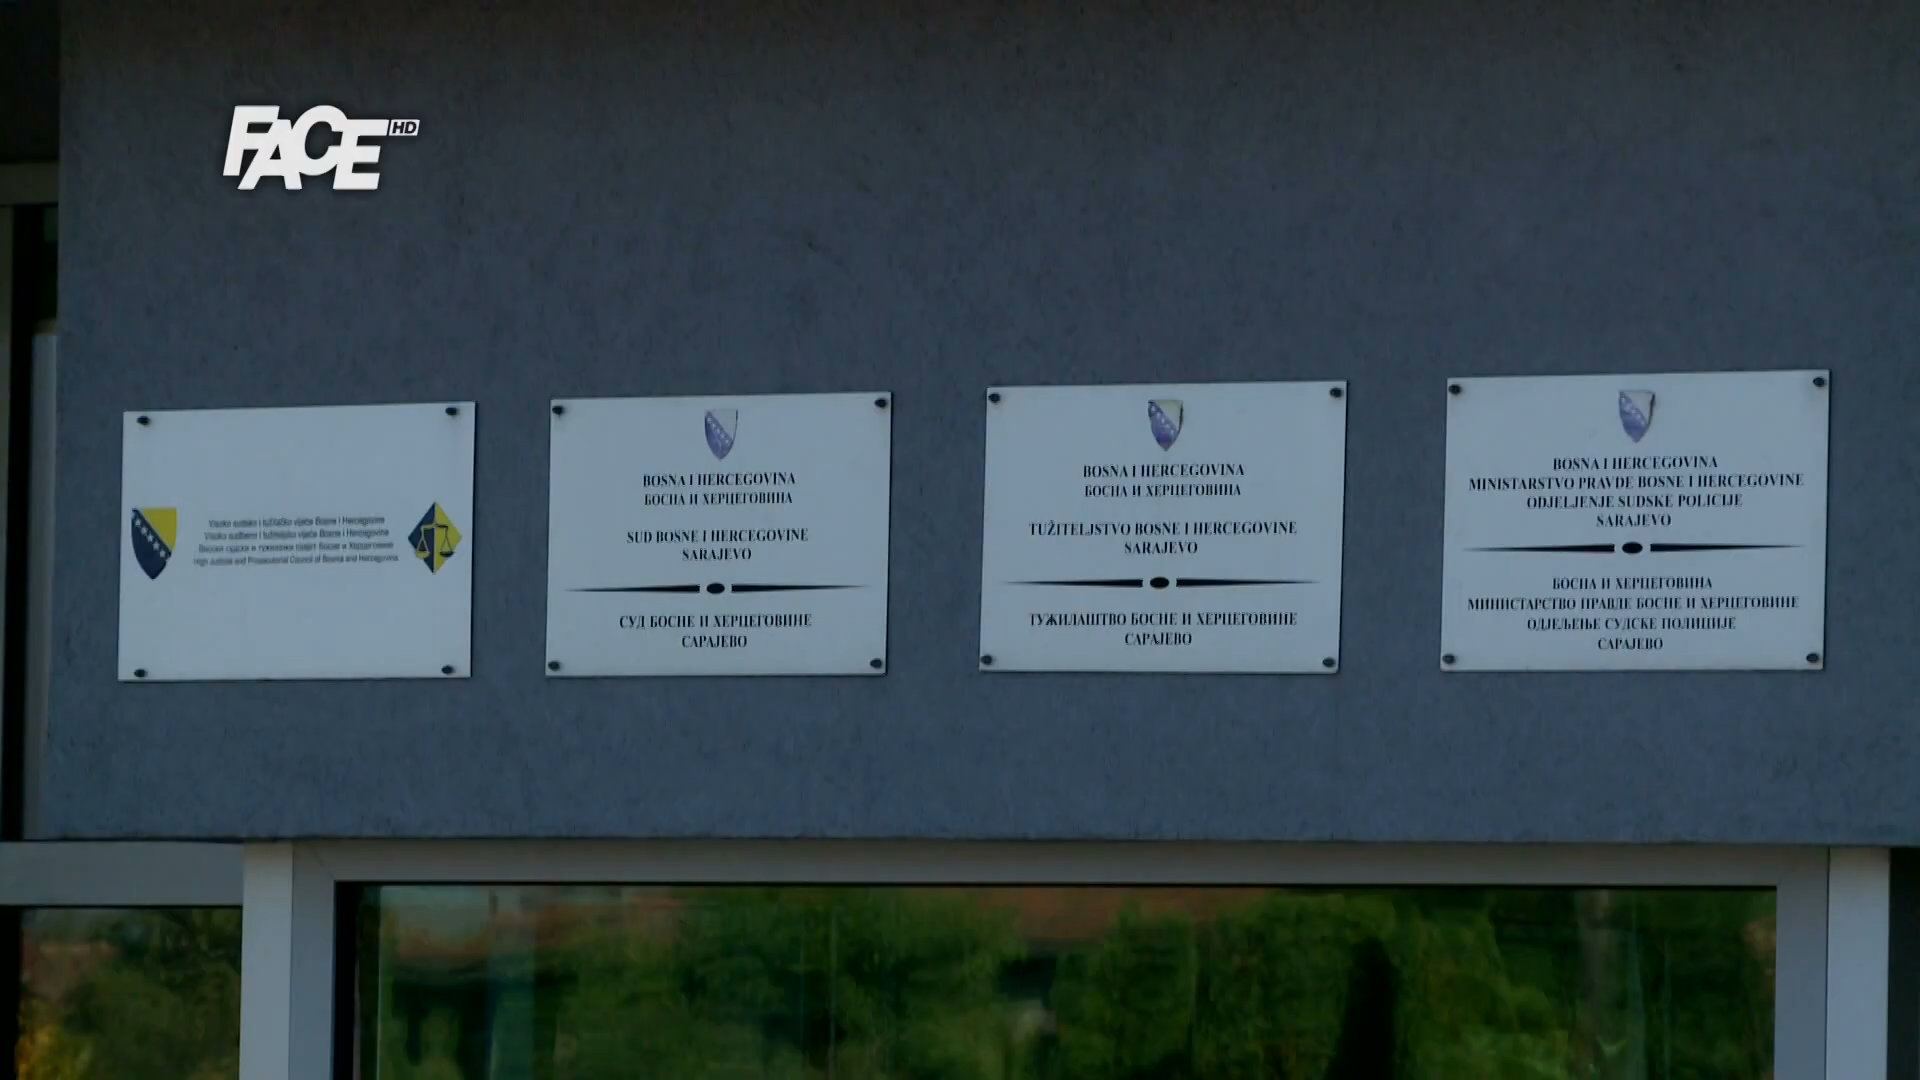 FACE HD
Visoko sudsko i tužilačko vijeće Bosne i Hercegovine
Visoko sudbeno i tužiteljsko vijeće Bosne i Hercegovine
Високи судски и тужилачки савјет Босне и Херцеговине
High Judicial and Prosecutorial Council of Bosnia and Herzegovina
BOSNA I HERCEGOVINA
БОСНА И ХЕРЦЕГОВИНА
SUD BOSNE I HERCEGOVINE
SARAJEVO
СУД БОСНЕ И ХЕРЦЕГОВИНЕ
САРАЈЕВО
BOSNA I HERCEGOVINA
БОСНА И ХЕРЦЕГОВИНА
TUŽITELJSTVO BOSNE I HERCEGOVINE
SARAJEVO
ТУЖИЛАШТВО БОСНЕ И ХЕРЦЕГОВИНЕ
САРАЈЕВО
BOSNA I HERCEGOVINA
MINISTARSTVO PRAVDE BOSNE I HERCEGOVINE
ODJELJENJE SUDSKE POLICIJE
SARAJEVO
БОСНА И ХЕРЦЕГОВИНА
МИНИСТАРСТВО ПРАВДЕ БОСНЕ И ХЕРЦЕГОВИНЕ
ОДЈЕЉЕЊЕ СУДСКЕ ПОЛИЦИЈЕ
САРАЈЕВО